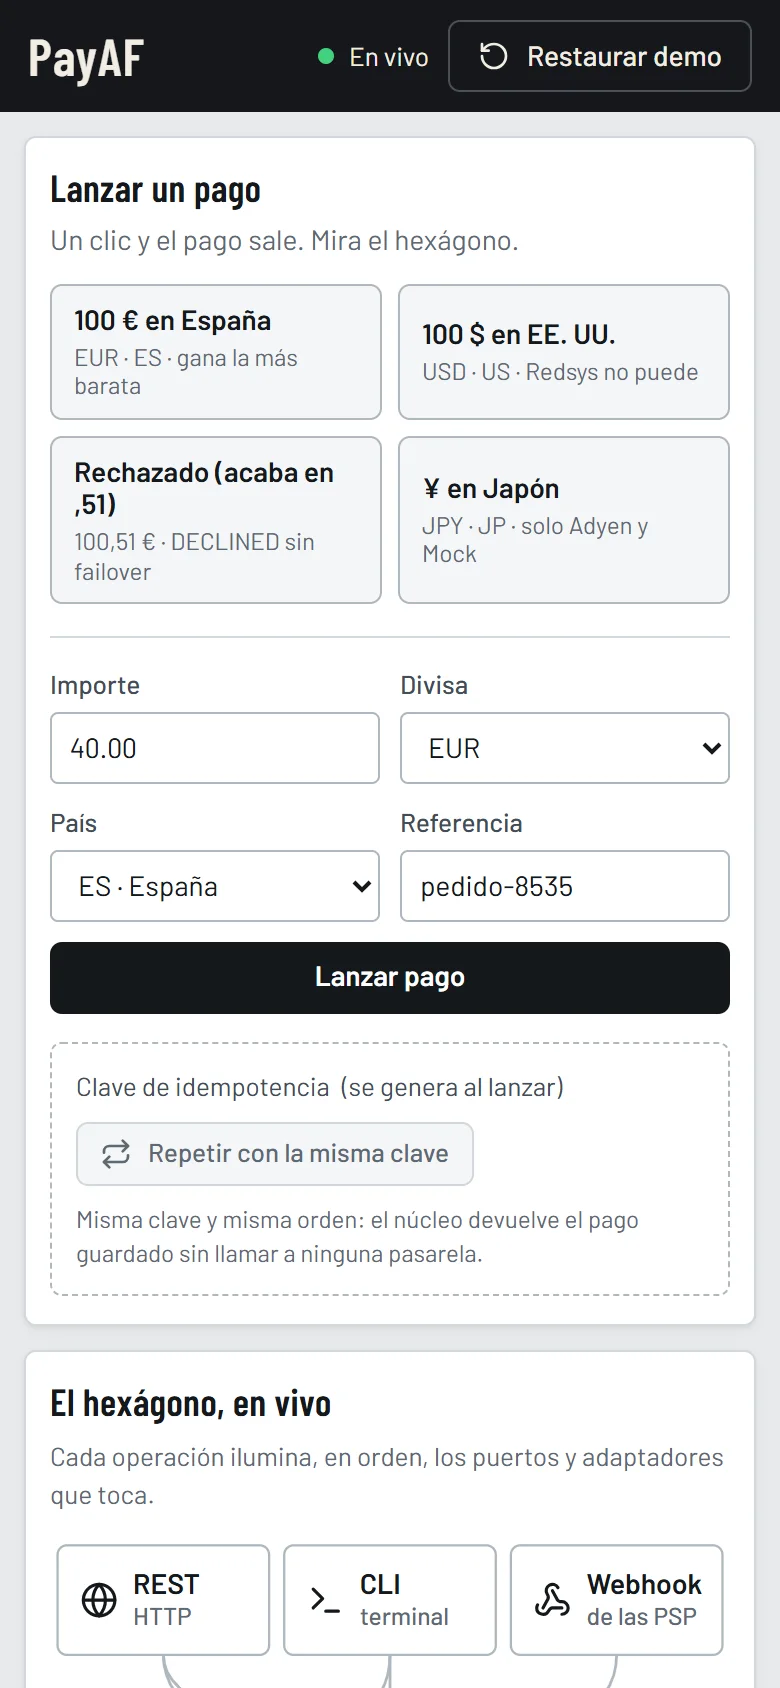 PayAF
En vivo
Restaurar demo
Lanzar un pago
Un clic y el pago sale. Mira el hexágono.
100 € en España
EUR · ES · gana la más
barata
100 $ en EE. UU.
USD · US · Redsys no puede
Rechazado (acaba en
,51)
100,51 € · DECLINED sin
failover
¥ en Japón
JPY · JP · solo Adyen y
Mock
Importe
Divisa
40.00
EUR
País
Referencia
ES · España
pedido-8535
Lanzar pago
Clave de idempotencia (se genera al lanzar)
Repetir con la misma clave
Misma clave y misma orden: el núcleo devuelve el pago
guardado sin llamar a ninguna pasarela.
El hexágono, en vivo
Cada operación ilumina, en orden, los puertos y adaptadores
que toca.
REST
HTTP
CLI
terminal
Webhook
de las PSP